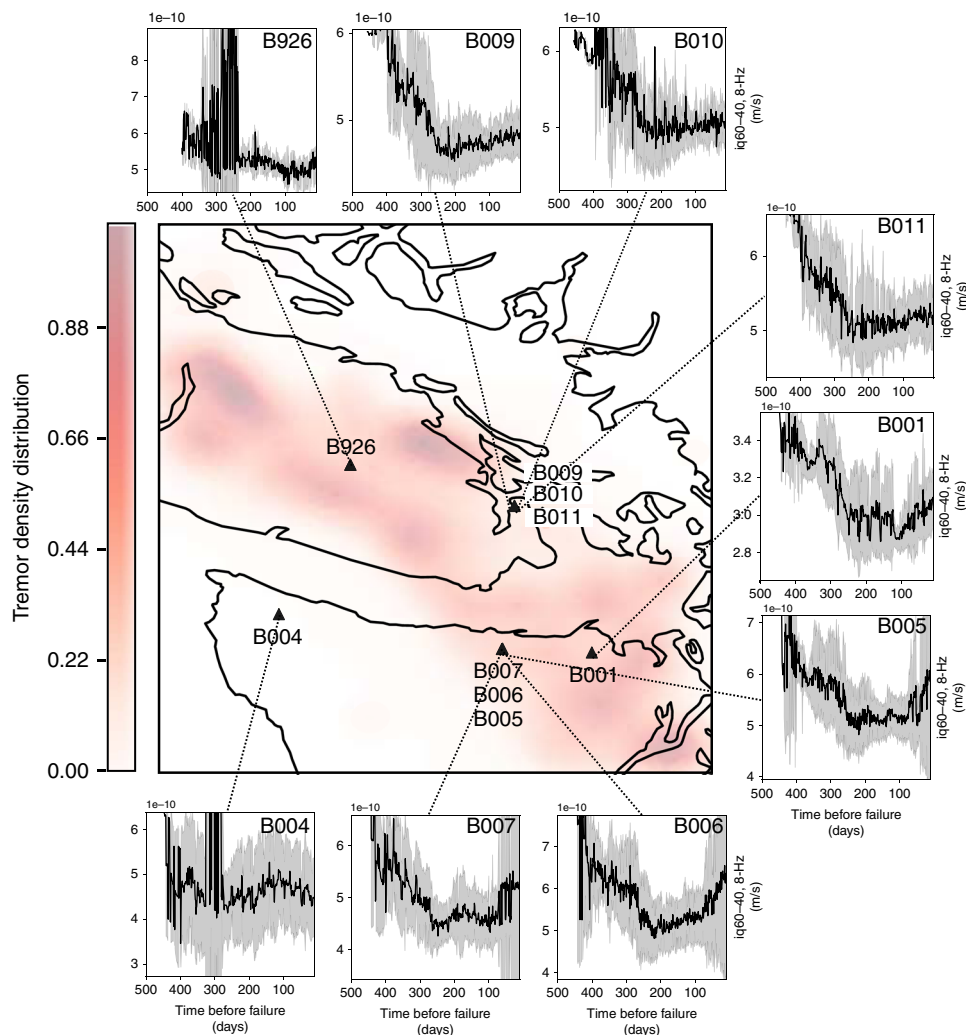 1e−10
B926
8
7
6
5
500 400 300 200 100
1e−10
B009
6
5
500 400 300 200 100
1e−10
B010
6
5
500 400 300 200 100
iq60–40, 8-Hz
(m/s)
1e−10
B011
6
5
500 400 300 200 100
iq60–40, 8-Hz
(m/s)
1e−10
B001
3.4
3.2
3.0
2.8
500 400 300 200 100
iq60–40, 8-Hz
(m/s)
1e−10
B005
7
6
5
4
500 400 300 200 100
Time before failure
(days)
iq60–40, 8-Hz
(m/s)
Tremor density distribution
0.88
0.66
0.44
0.22
0.00
B926
B009
B010
B011
B004
B007
B006
B005
B001
1e−10
B004
6
5
4
3
500 400 300 200 100
Time before failure
(days)
1e−10
B007
6
5
4
500 400 300 200 100
Time before failure
(days)
1e−10
B006
7
6
5
4
500 400 300 200 100
Time before failure
(days)
iq60–40, 8-Hz
(m/s)